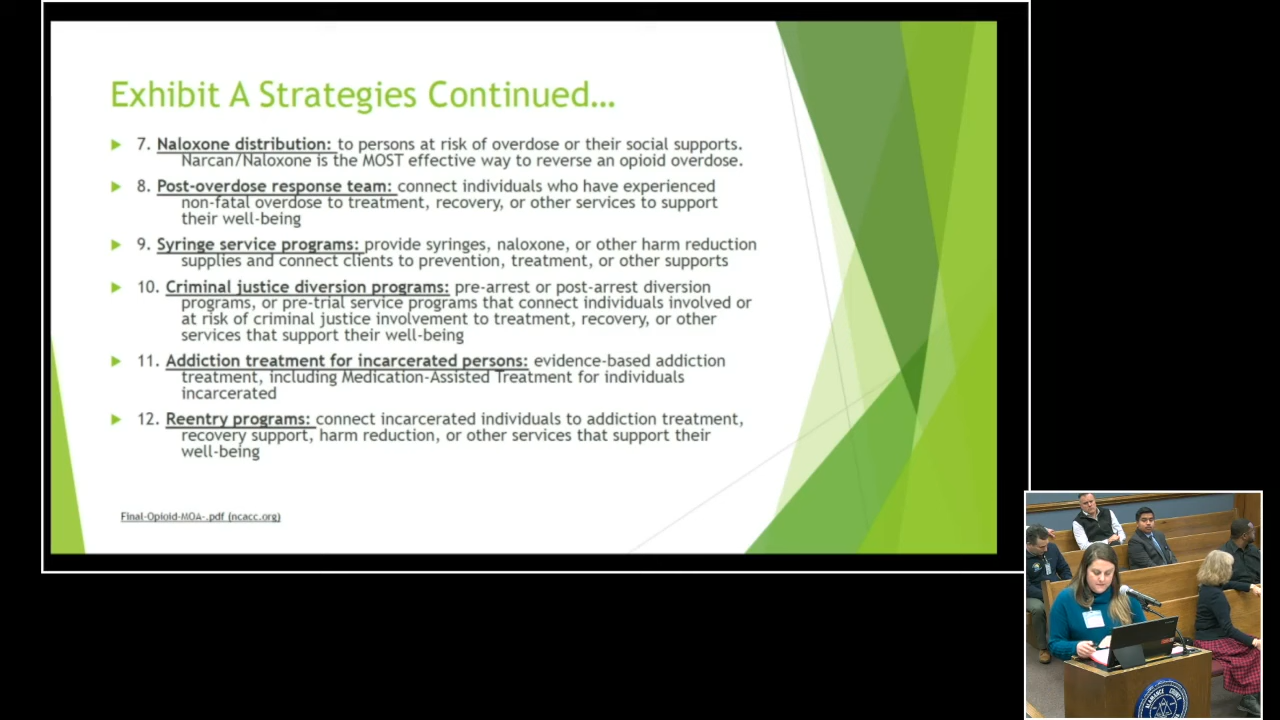 Exhibit A Strategies Continued...
7. Naloxone distribution: to persons at risk of overdose or their social supports.
Narcan/Naloxone is the MOST effective way to reverse an opioid overdose.
8. Post-overdose response team: connect individuals who have experienced
non-fatal overdose to treatment, recovery, or other services to support
their well-being
9. Syringe service programs: provide syringes, naloxone, or other harm reduction
supplies and connect clients to prevention, treatment, or other supports
10. Criminal justice diversion programs: pre-arrest or post-arrest diversion
programs, or pre-trial service programs that connect individuals involved or
at risk of criminal justice involvement to treatment, recovery, or other
services that support their well-being
11. Addiction treatment for incarcerated persons: evidence-based addiction
treatment, including Medication-Assisted Treatment for individuals
incarcerated
12. Reentry programs: connect incarcerated individuals to addiction treatment,
recovery support, harm reduction, or other services that support their
well-being
Final-Opioid-MOA-.pdf (ncacc.org)